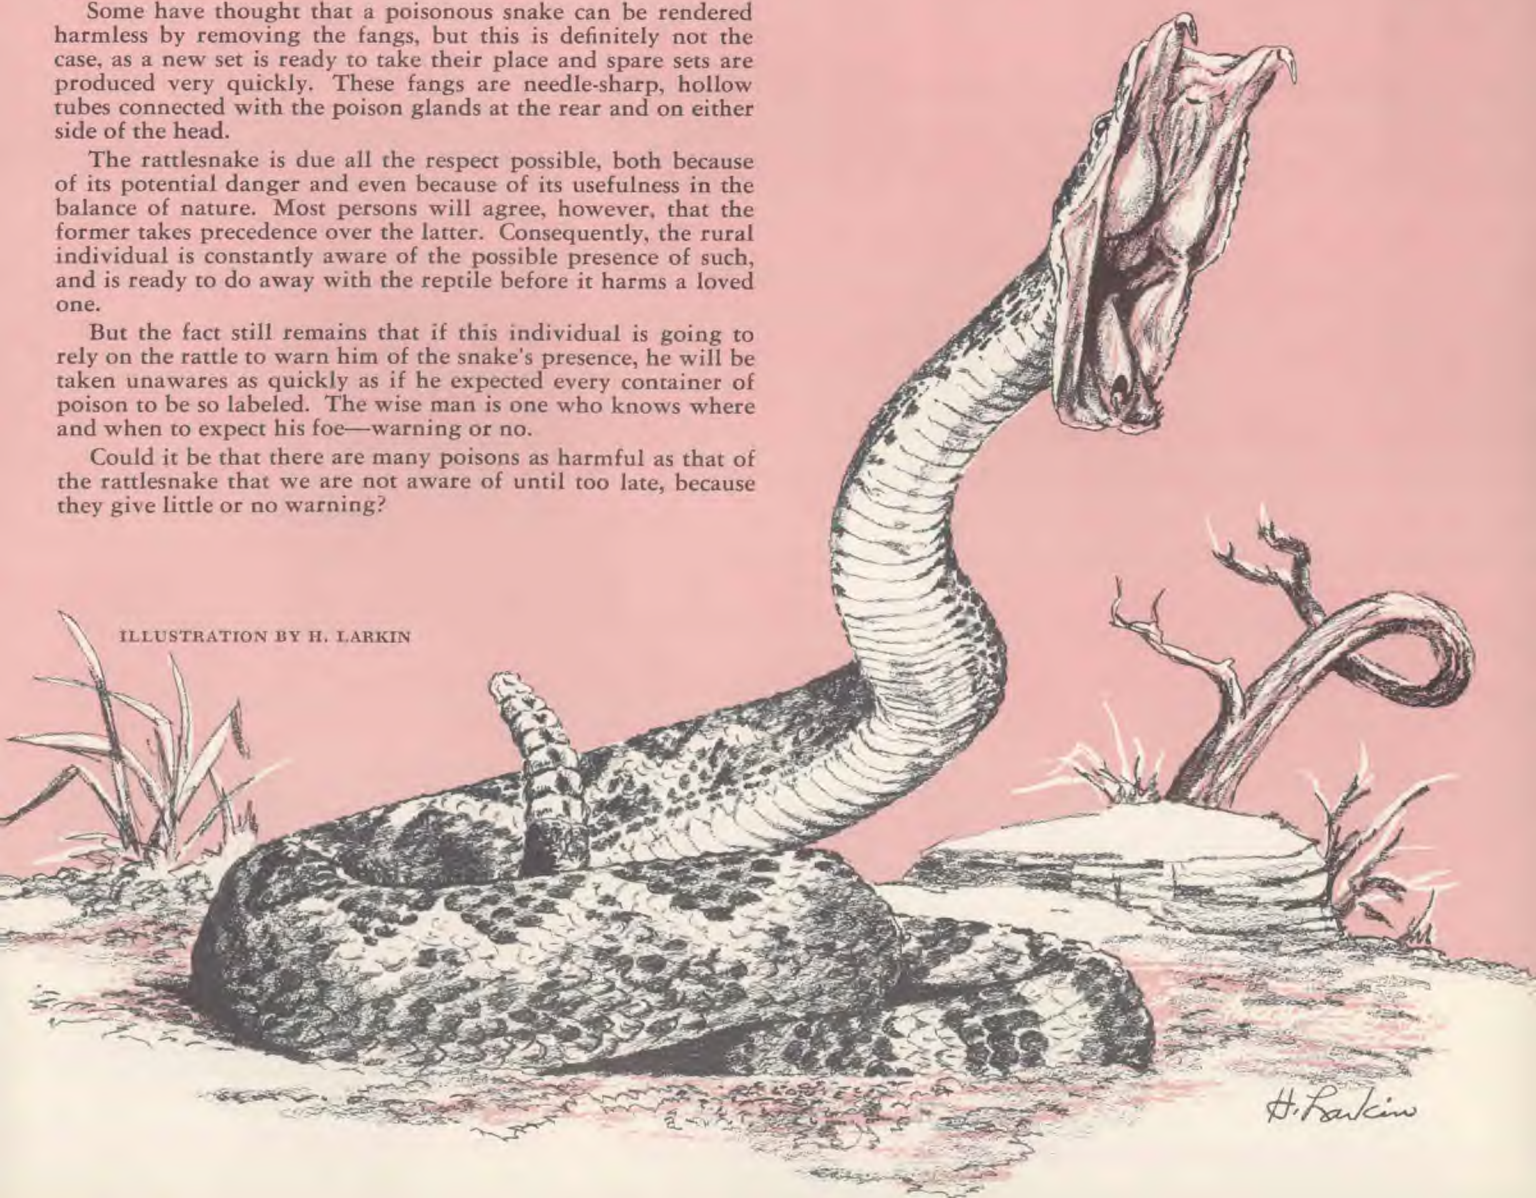 Some have thought that a poisonous snake can be rendered
harmless by removing the fangs, but this is definitely not the
case, as a new set is ready to take their place and spare sets are
produced very quickly. These fangs are needle-sharp, hollow
tubes connected with the poison glands at the rear and on either
side of the head.
The rattlesnake is due all the respect possible, both because
of its potential danger and even because of its usefulness in the
balance of nature. Most persons will agree, however, that the
former takes precedence over the latter. Consequently, the rural
individual is constantly aware of the possible presence of such,
and is ready to do away with the reptile before it harms a loved
one.
But the fact still remains that if this individual is going to
rely on the rattle to warn him of the snake's presence, he will be
taken unawares as quickly as if he expected every container of
poison to be so labeled. The wise man is one who knows where
and when to expect his foe—warning or no.
Could it be that there are many poisons as harmful as that of
the rattlesnake that we are not aware of until too late, because
they give little or no warning?
ILLUSTRATION BY H. LARKIN
H. Larkin